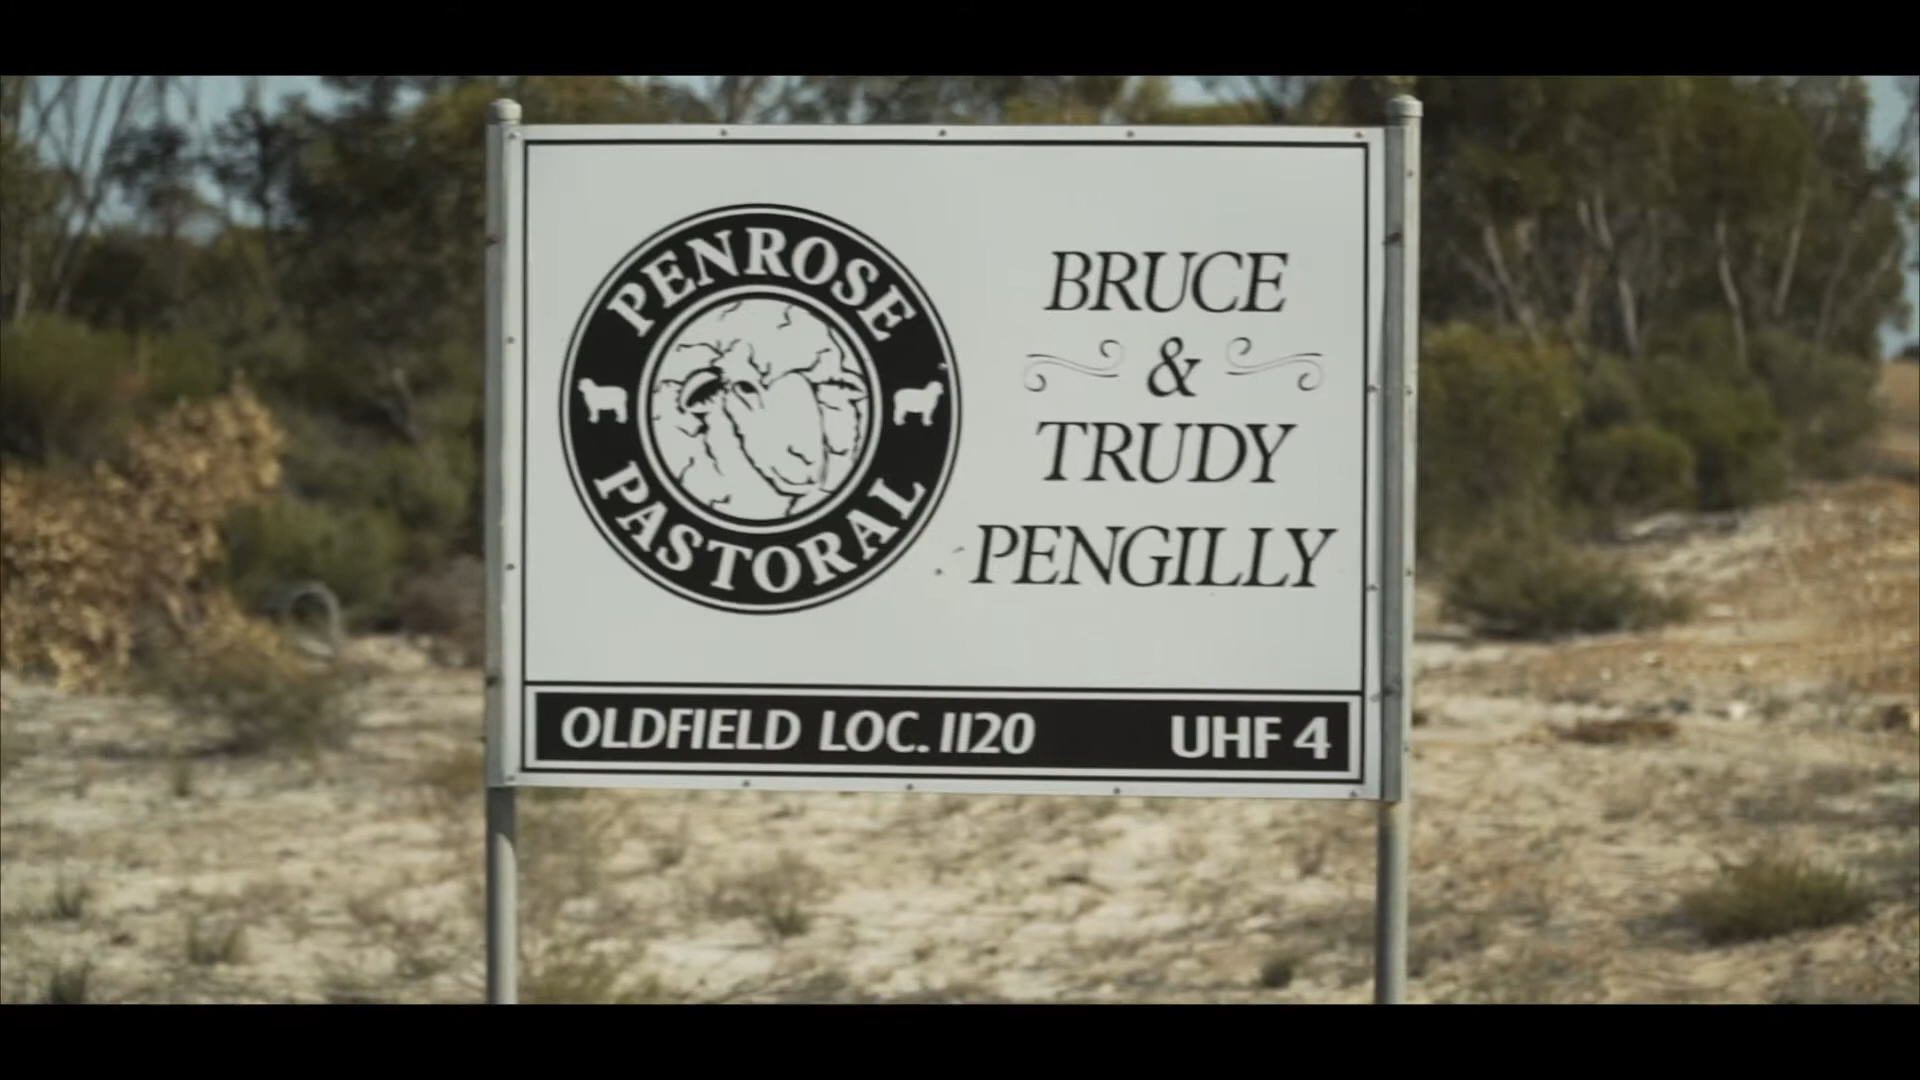 PENROSE
PASTORAL
BRUCE
&
TRUDY
PENGILLY
OLDFIELD LOC. 1120 UHF 4